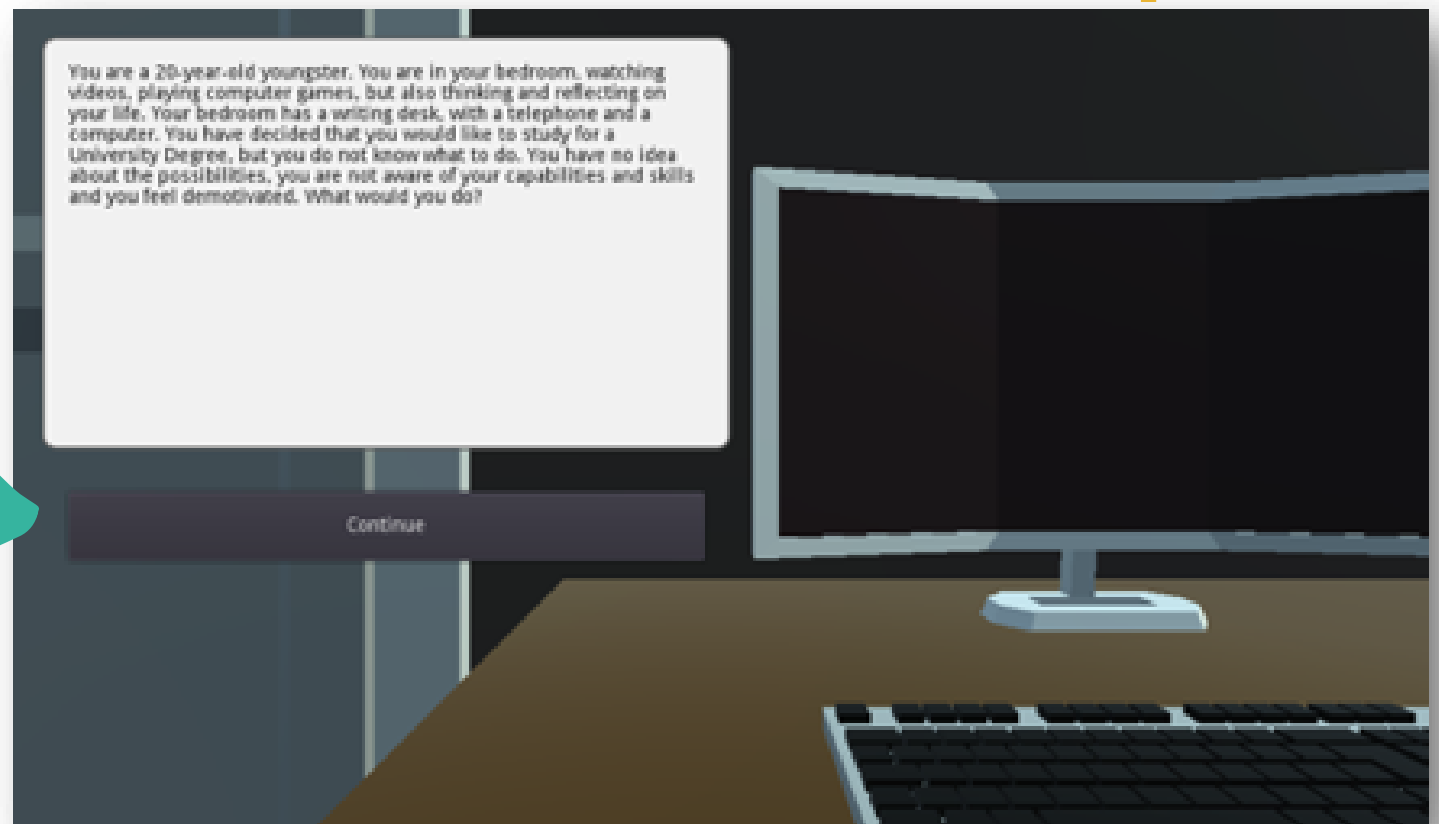 You are a 20-year-old youngster. You are in your bedroom, watching
videos, playing computer games, but also thinking and reflecting on
your life. Your bedroom has a writing desk, with a telephone and a
computer. You have decided that you would like to study for a
University Degree, but you do not know what to do. You have no idea
about the possibilities, you are not aware of your capabilities and skills
and you feel demotivated. What would you do?
Continue